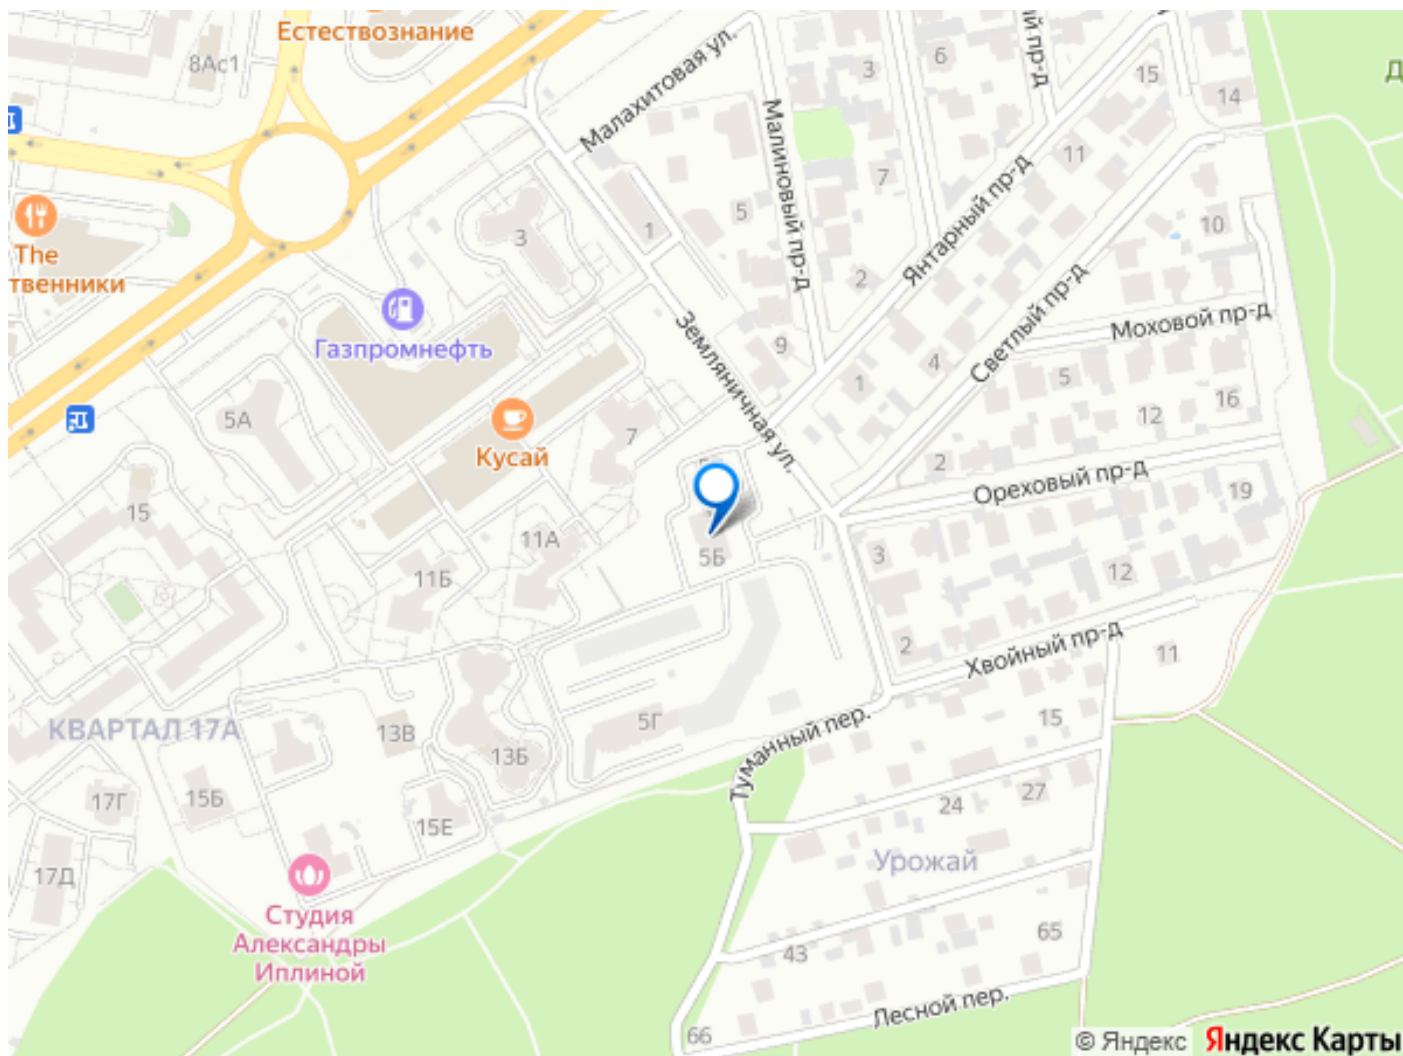 Естествознание
8Ас1
Малахитовая ул.
3
6
ый пр-д
15
14
Д
The
твенники
3
1
5
Малиновый пр-д
7
11
Янтарный пр-д
10
2
Газпромнефть
Земляничная ул.
9
1
4
Светлый пр-д
Моховой пр-д
5
12
16
5А
Кусай
7
2
Ореховый пр-д
19
15
11А
11Б
5Б
3
12
2
Хвойный пр-д
11
КВАРТАЛ 17А
13В
13Б
5Г
Туманный пер.
15
17Г
15Б
15Е
24
27
17Д
Урожай
Студия
Александры
Иплиной
43
65
66
Лесной пер.
© Яндекс Яндекс Карты